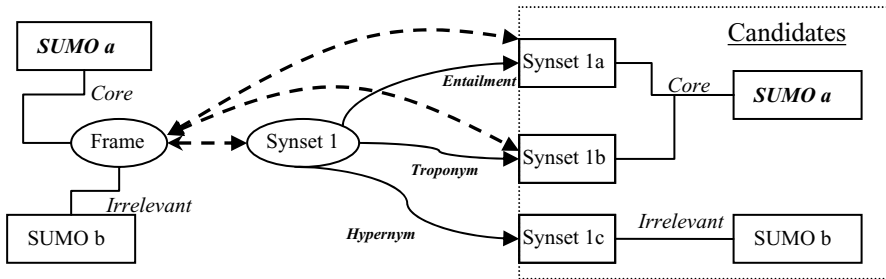 Candidates
SUMO a
Core
Synset 1a
Entailment
Core
SUMO a
Frame
Synset 1
Synset 1b
Troponym
Irrelevant
SUMO b
Hypernym
Synset 1c
Irrelevant
SUMO b